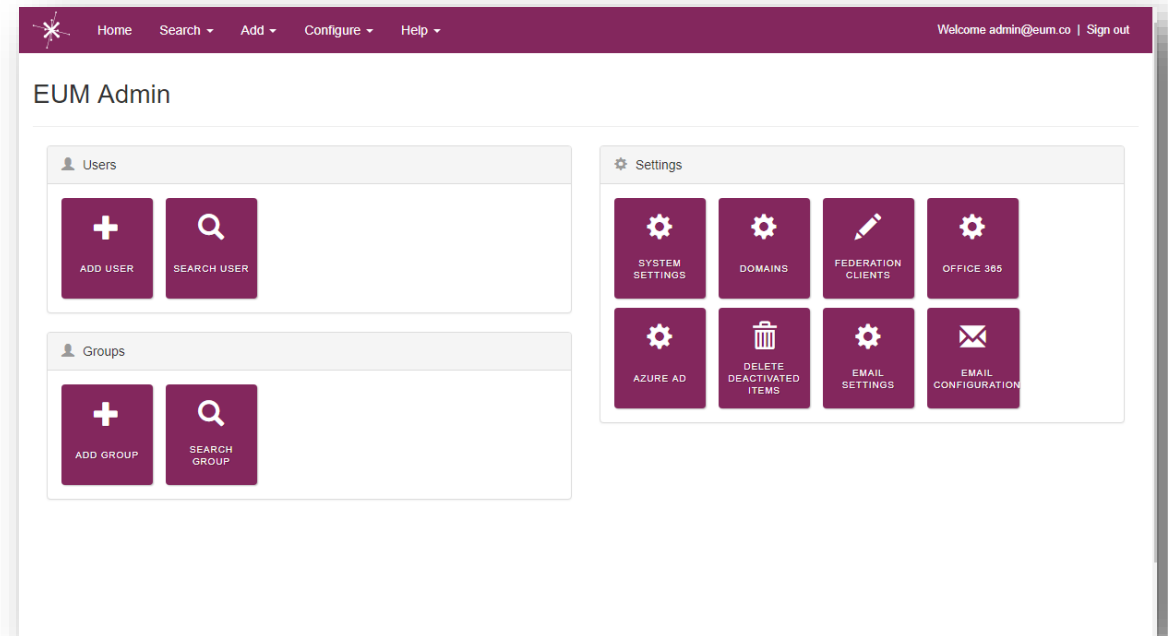 Home Search Add Configure Help Welcome admin@eum.co | Sign out
EUM Admin
Users
ADD USER
SEARCH USER
Groups
ADD GROUP
SEARCH
GROUP
Settings
SYSTEM
SETTINGS
DOMAINS
FEDERATION
CLIENTS
OFFICE 365
AZURE AD
DELETE
DEACTIVATED
ITEMS
EMAIL
SETTINGS
EMAIL
CONFIGURATION